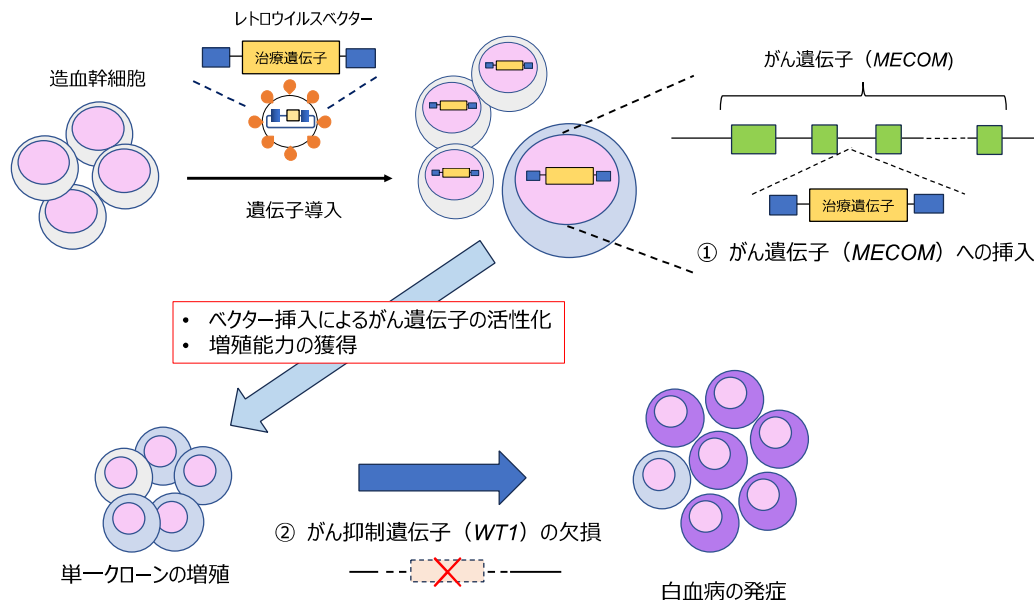 レトロウイルスベクター
治療遺伝子
造血幹細胞
遺伝子導入
がん遺伝子（MECOM)
治療遺伝子
① がん遺伝子（MECOM）への挿入
• ベクター挿入によるがん遺伝子の活性化
• 増殖能力の獲得
② がん抑制遺伝子（WT1）の欠損
単一クローンの増殖
白血病の発症